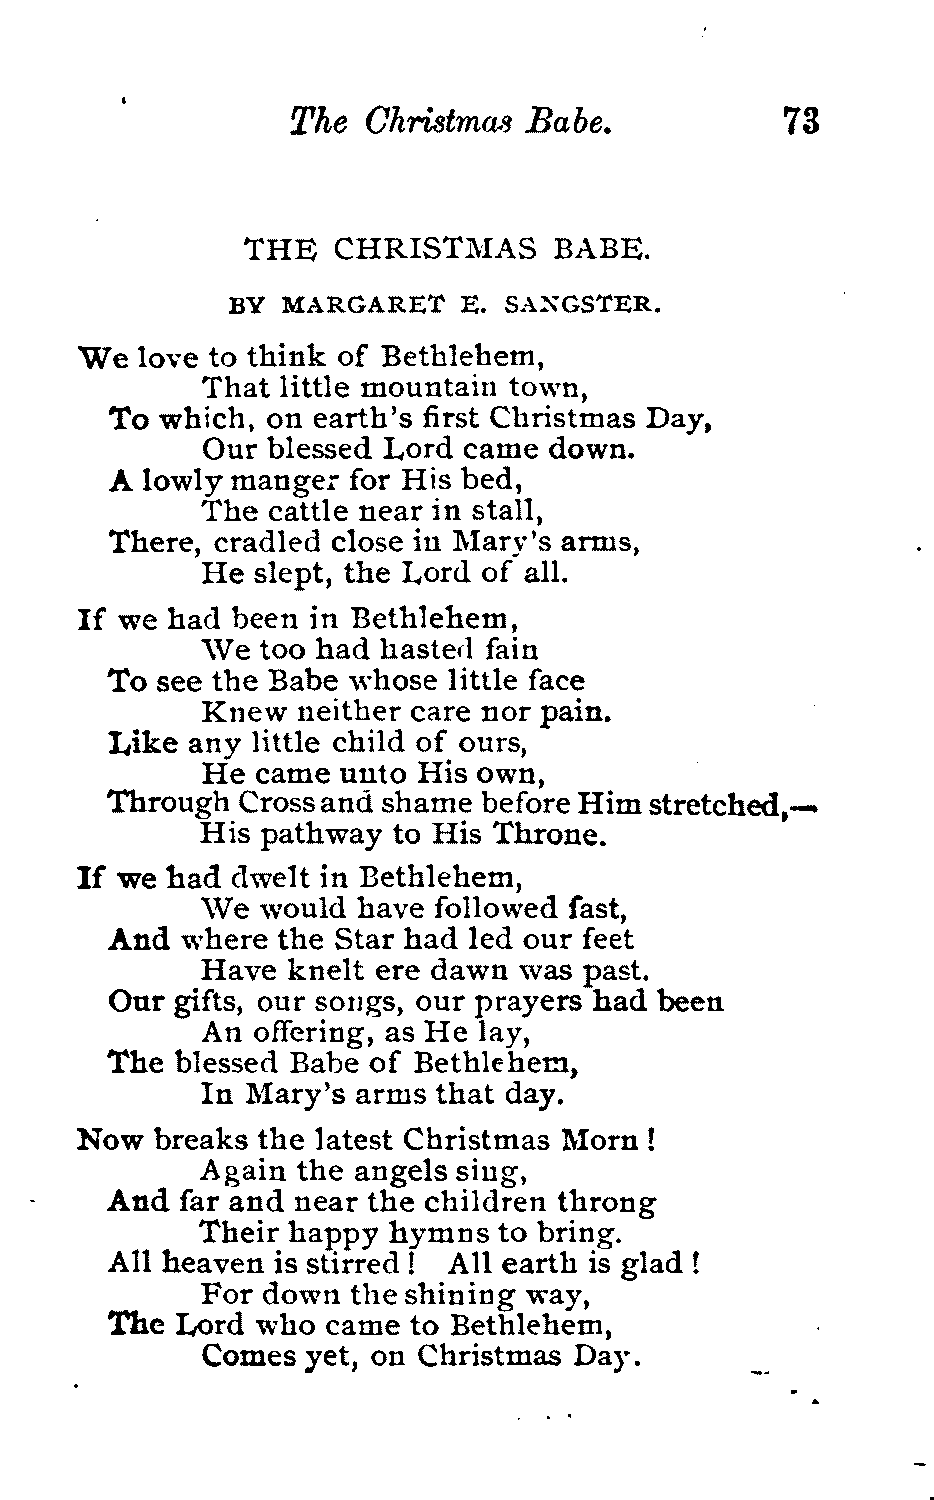 The Christmas Babe. 73
THE CHRISTMAS BABE.
BY MARGARET E. SANGSTER.
We love to think of Bethlehem,
That little mountain town,
To which, on earth's first Christmas Day,
Our blessed Lord came down.
A lowly manger for His bed,
The cattle near in stall,
There, cradled close in Mary's arms,
He slept, the Lord of all.
If we had been in Bethlehem,
We too had hasted fain
To see the Babe whose little face
Knew neither care nor pain.
Like any little child of ours,
He came unto His own,
Through Cross and shame before Him stretched,—
His pathway to His Throne.
If we had dwelt in Bethlehem,
We would have followed fast,
And where the Star had led our feet
Have knelt ere dawn was past.
Our gifts, our songs, our prayers had been
An offering, as He lay,
The blessed Babe of Bethlehem,
In Mary's arms that day.
Now breaks the latest Christmas Morn !
Again the angels sing,
And far and near the children throng
Their happy hymns to bring.
All heaven is stirred ! All earth is glad !
For down the shining way,
The Lord who came to Bethlehem,
Comes yet, on Christmas Day.